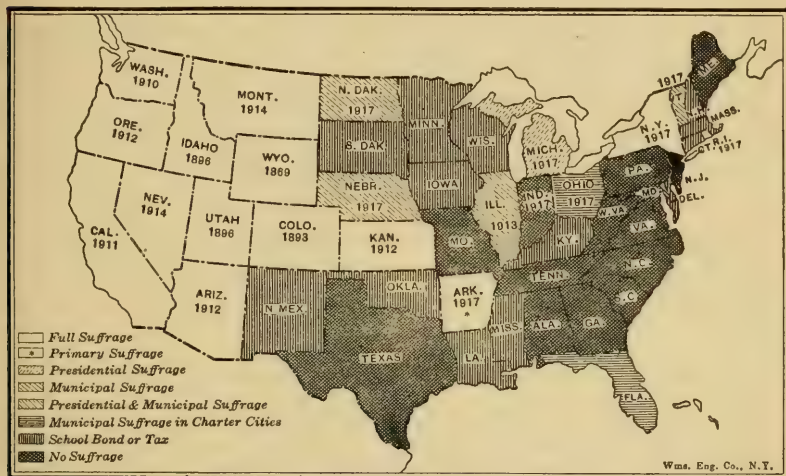 WASH.
1910
MONT.
1914
N. DAK.
1917
MINN.
ORE.
1912
IDAHO
1896
WYO.
1869
S. DAK.
WIS.
MICH.
1917
1917
VT.
N.H.
ME.
MASS.
N.Y.
1917
CT.
R.I.
1917
NEV.
1914
UTAH
1896
COLO.
1893
NEBR.
1917
IOWA
ILL.
1913
IND.
1917
OHIO
1917
PA.
N.J.
MD.
DEL.
CAL.
1911
KAN.
1912
MO.
KY.
W.VA
VA.
ARIZ.
1912
N. MEX.
OKLA.
ARK.
1917
*
TENN.
N.C.
S.C.
TEXAS
LA.
MISS.
ALA.
GA.
FLA.
Full Suffrage
* Primary Suffrage
Presidential Suffrage
Municipal Suffrage
Presidential & Municipal Suffrage
Municipal Suffrage in Charter Cities
School Bond or Tax
No Suffrage
Wms. Eng. Co., N.Y.